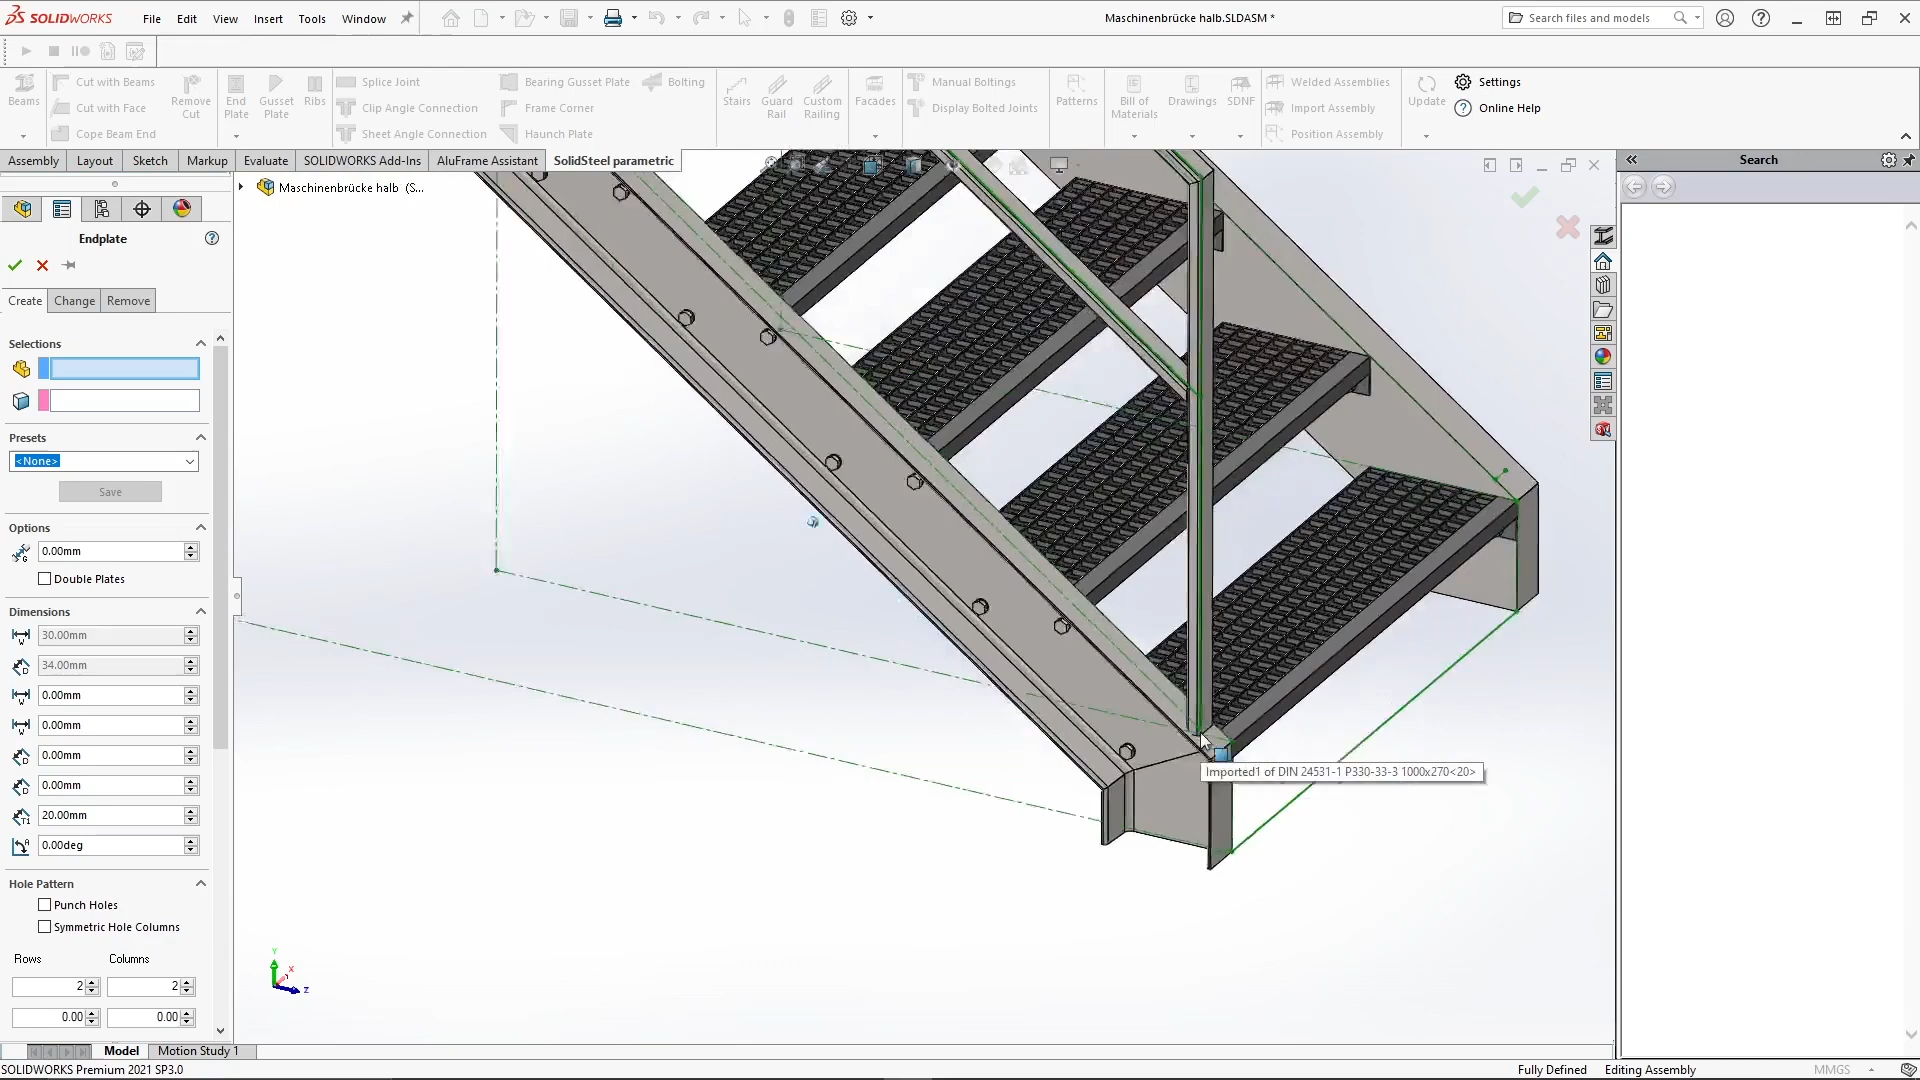 SOLIDWORKS File Edit View Insert Tools Window Maschinenbrücke halb.SLDASM * Search files and models
Beams Cut with Beams Cut with Face Cope Beam End Remove Cut End Plate Gusset Plate Ribs Splice Joint Clip Angle Connection Sheet Angle Connection Bearing Gusset Plate Frame Corner Haunch Plate Bolting Stairs Guard Rail Custom Railing Facades Manual Boltings Display Bolted Joints Patterns Bill of Materials Drawings SDNF Welded Assemblies Import Assembly Position Assembly Update Settings Online Help
Assembly Layout Sketch Markup Evaluate SOLIDWORKS Add-Ins AluFrame Assistant SolidSteel parametric
Search
Maschinenbrücke halb (S...
Endplate
Create Change Remove
Selections
Presets
<None>
Save
Options
0.00mm
Double Plates
Dimensions
30.00mm
34.00mm
0.00mm
0.00mm
0.00mm
0.00mm
20.00mm
0.00deg
Hole Pattern
Punch Holes
Symmetric Hole Columns
Rows Columns
2 2
0.00 0.00
Imported1 of DIN 24531-1 P330-33-3 1000x270<20>
Y
X
Z
Model Motion Study 1
SOLIDWORKS Premium 2021 SP3.0 Fully Defined Editing Assembly MMGS